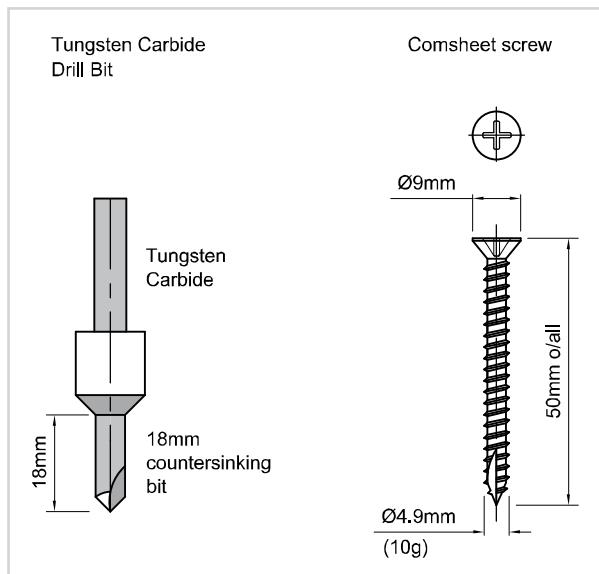 Tungsten Carbide
Drill Bit
Comsheet screw
Ø9mm
Tungsten
Carbide
50mm o/all
18mm
18mm
countersinking
bit
Ø4.9mm
(10g)